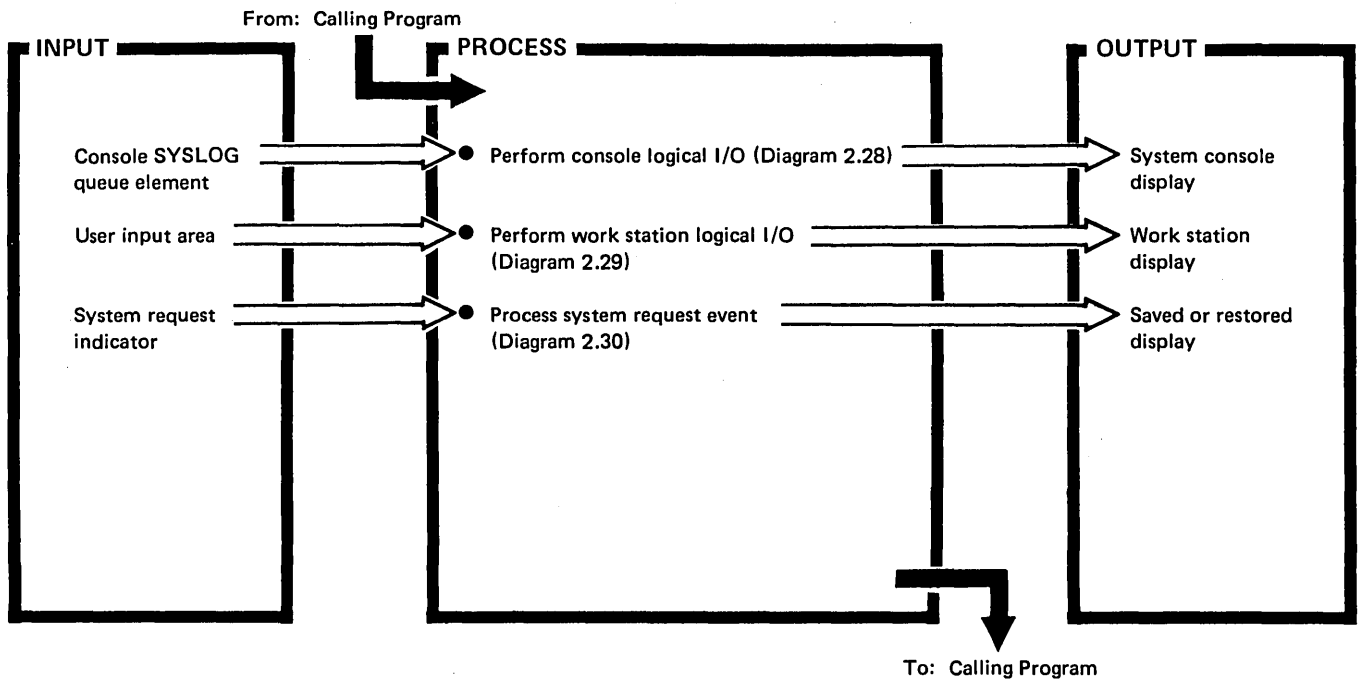 From: Calling Program
INPUT
PROCESS
OUTPUT
Console SYSLOG
queue element
Perform console logical I/O (Diagram 2.28)
System console
display
User input area
Perform work station logical I/O
(Diagram 2.29)
Work station
display
System request
indicator
Process system request event
(Diagram 2.30)
Saved or restored
display
To: Calling Program